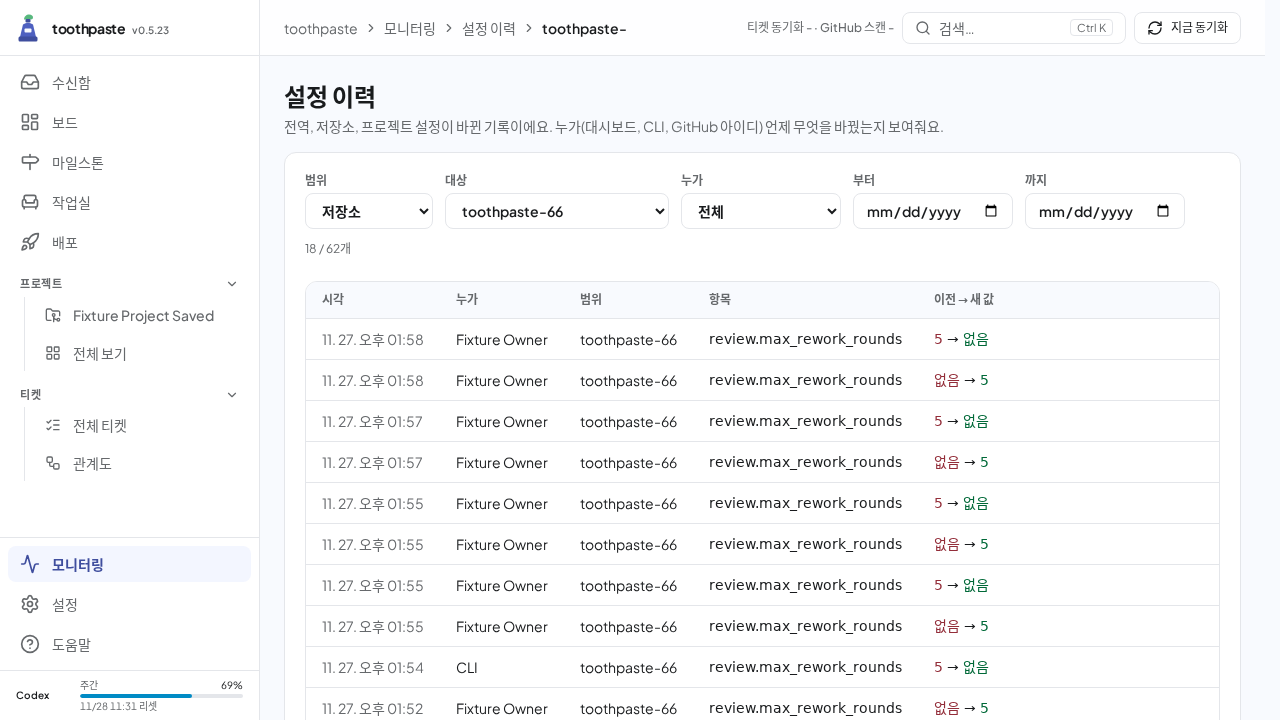 toothpaste v0.5.23
수신함
보드
마일스톤
작업실
배포
프로젝트
Fixture Project Saved
전체 보기
티켓
전체 티켓
관계도
모니터링
설정
도움말
Codex
주간 69%
11/28 11:31 리셋
toothpaste > 모니터링 > 설정 이력 > toothpaste-
티켓 동기화 - · GitHub 스캔 -
검색... Ctrl K
지금 동기화
설정 이력
전역, 저장소, 프로젝트 설정이 바뀐 기록이에요. 누가(대시보드, CLI, GitHub 아이디) 언제 무엇을 바꿨는지 보여줘요.
범위 대상 누가 부터 까지
저장소 toothpaste-66 전체 mm/dd/yyyy mm/dd/yyyy
18 / 62개
시각 누가 범위 항목 이전 → 새 값
11. 27. 오후 01:58 Fixture Owner toothpaste-66 review.max_rework_rounds 5 → 없음
11. 27. 오후 01:58 Fixture Owner toothpaste-66 review.max_rework_rounds 없음 → 5
11. 27. 오후 01:57 Fixture Owner toothpaste-66 review.max_rework_rounds 5 → 없음
11. 27. 오후 01:57 Fixture Owner toothpaste-66 review.max_rework_rounds 없음 → 5
11. 27. 오후 01:55 Fixture Owner toothpaste-66 review.max_rework_rounds 5 → 없음
11. 27. 오후 01:55 Fixture Owner toothpaste-66 review.max_rework_rounds 없음 → 5
11. 27. 오후 01:55 Fixture Owner toothpaste-66 review.max_rework_rounds 5 → 없음
11. 27. 오후 01:55 Fixture Owner toothpaste-66 review.max_rework_rounds 없음 → 5
11. 27. 오후 01:54 CLI toothpaste-66 review.max_rework_rounds 5 → 없음
11. 27. 오후 01:52 Fixture Owner toothpaste-66 review.max_rework_rounds 없음 → 5